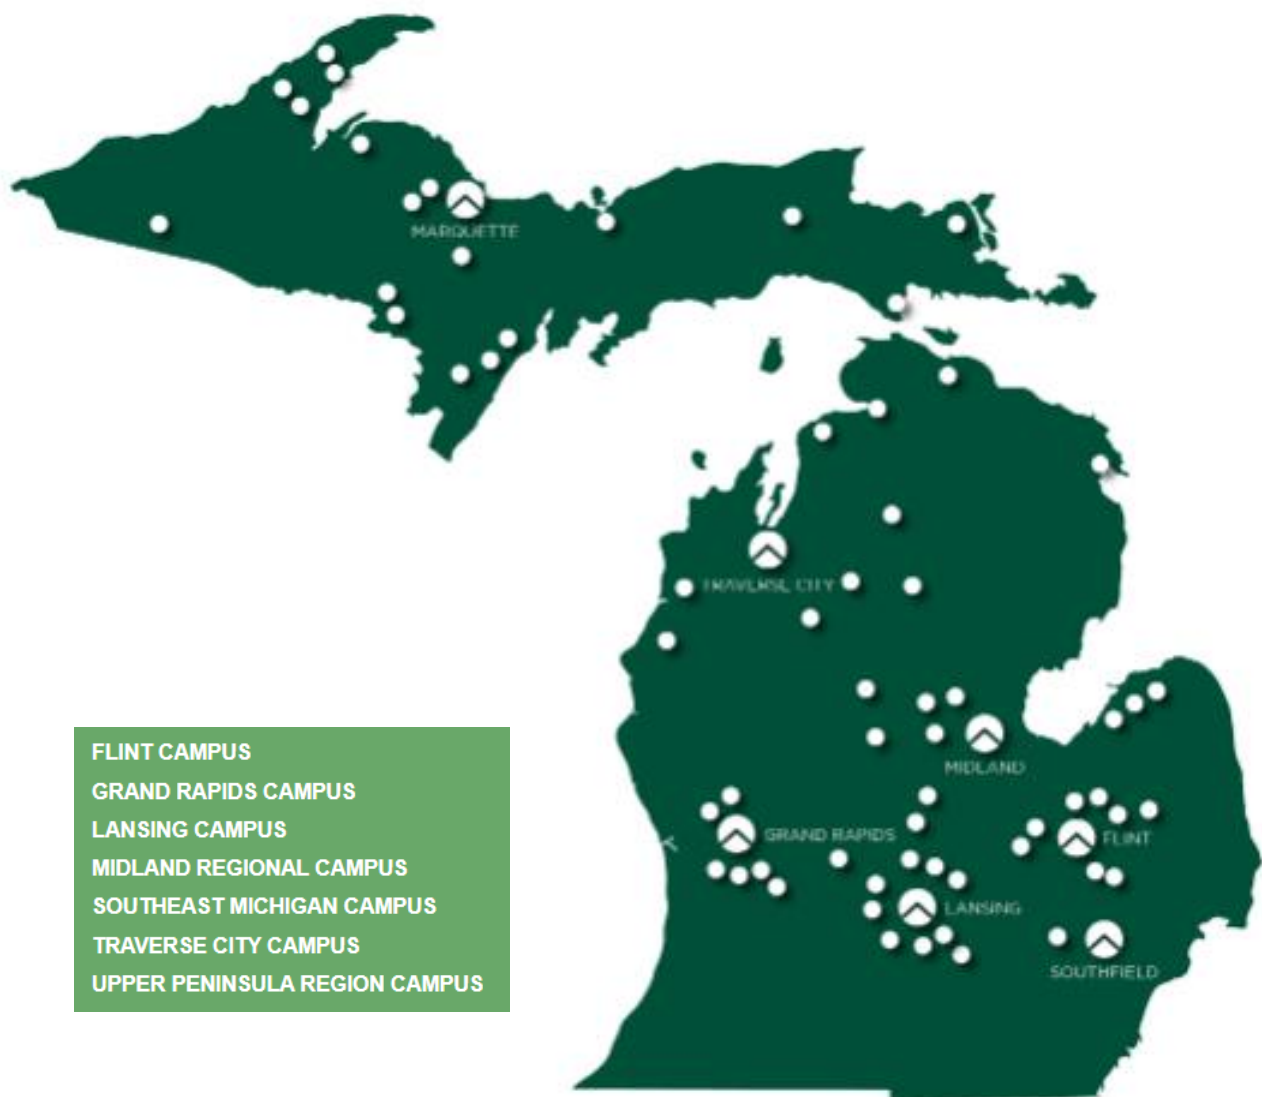 MARQUETTE
TRAVERSE CITY
MIDLAND
GRAND RAPIDS
FLINT
LANSING
SOUTHFIELD
FLINT CAMPUS
GRAND RAPIDS CAMPUS
LANSING CAMPUS
MIDLAND REGIONAL CAMPUS
SOUTHEAST MICHIGAN CAMPUS
TRAVERSE CITY CAMPUS
UPPER PENINSULA REGION CAMPUS